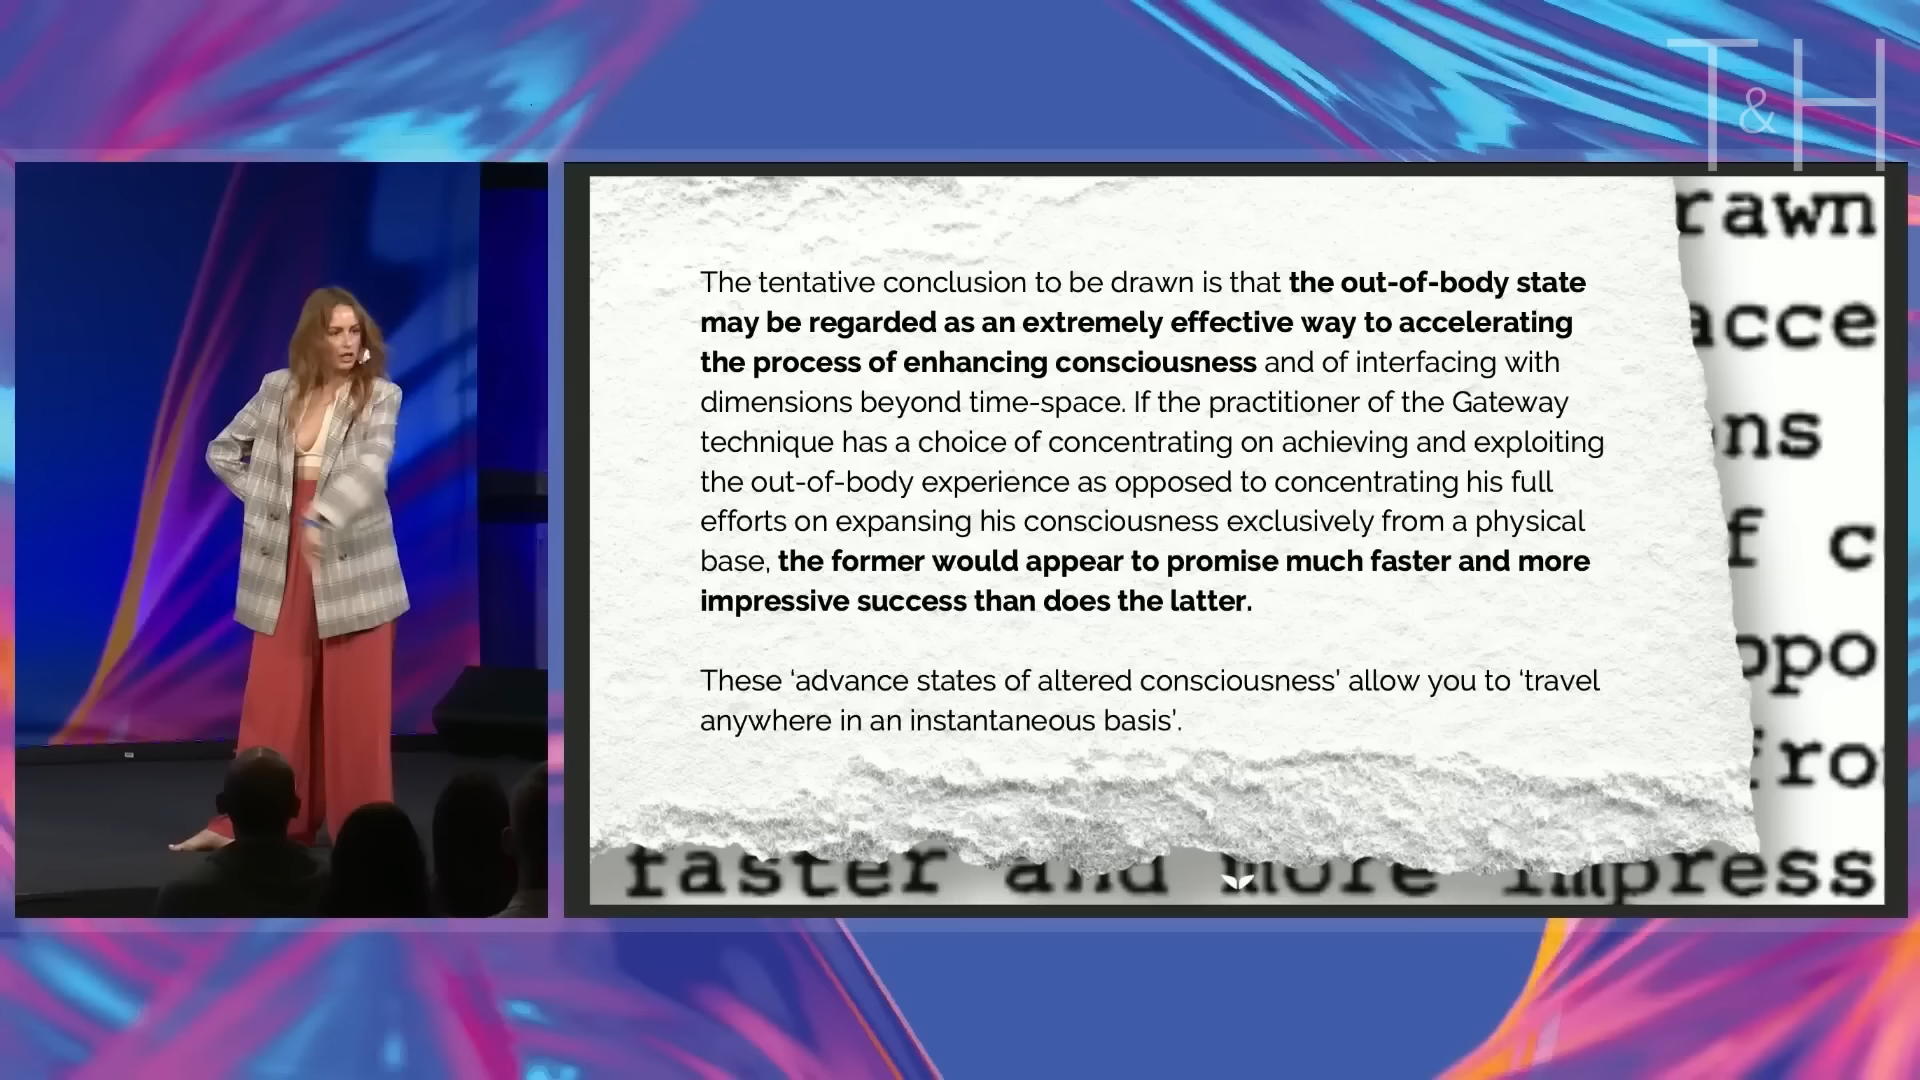 T&H
The tentative conclusion to be drawn is that the out-of-body state
may be regarded as an extremely effective way to accelerating
the process of enhancing consciousness and of interfacing with
dimensions beyond time-space. If the practitioner of the Gateway
technique has a choice of concentrating on achieving and exploiting
the out-of-body experience as opposed to concentrating his full
efforts on expansing his consciousness exclusively from a physical
base, the former would appear to promise much faster and more
impressive success than does the latter.
These ‘advance states of altered consciousness’ allow you to ‘travel
anywhere in an instantaneous basis’.
rawn
acce
ns
f c
opo
fro
faster and more impress